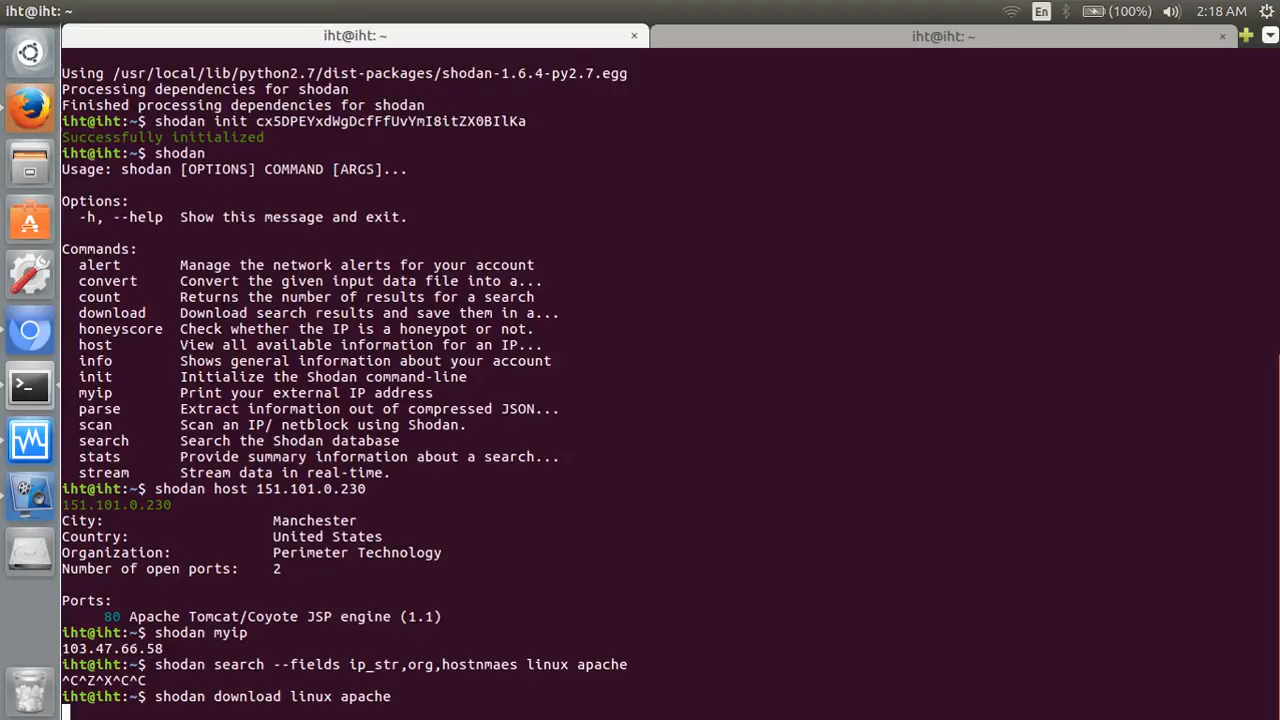 iht@iht: ~
En
(100%)
2:18 AM
iht@iht: ~ ×
iht@iht: ~ ×
Using /usr/local/lib/python2.7/dist-packages/shodan-1.6.4-py2.7.egg
Processing dependencies for shodan
Finished processing dependencies for shodan
iht@iht:~$ shodan init cx5DPEYxdWgDcfFfUvYmI8itZX0BIlKa
Successfully initialized
iht@iht:~$ shodan
Usage: shodan [OPTIONS] COMMAND [ARGS]...
Options:
-h, --help  Show this message and exit.
Commands:
alert       Manage the network alerts for your account
convert     Convert the given input data file into a...
count       Returns the number of results for a search
download    Download search results and save them in a...
honeyscore  Check whether the IP is a honeypot or not.
host        View all available information for an IP...
info        Shows general information about your account
init        Initialize the Shodan command-line
myip        Print your external IP address
parse       Extract information out of compressed JSON...
scan        Scan an IP/ netblock using Shodan.
search      Search the Shodan database
stats       Provide summary information about a search...
stream      Stream data in real-time.
iht@iht:~$ shodan host 151.101.0.230
151.101.0.230
City:                    Manchester
Country:                 United States
Organization:            Perimeter Technology
Number of open ports:    2
Ports:
80 Apache Tomcat/Coyote JSP engine (1.1)
iht@iht:~$ shodan myip
103.47.66.58
iht@iht:~$ shodan search --fields ip_str,org,hostnmaes linux apache
^C^Z^X^C^C
iht@iht:~$ shodan download linux apache